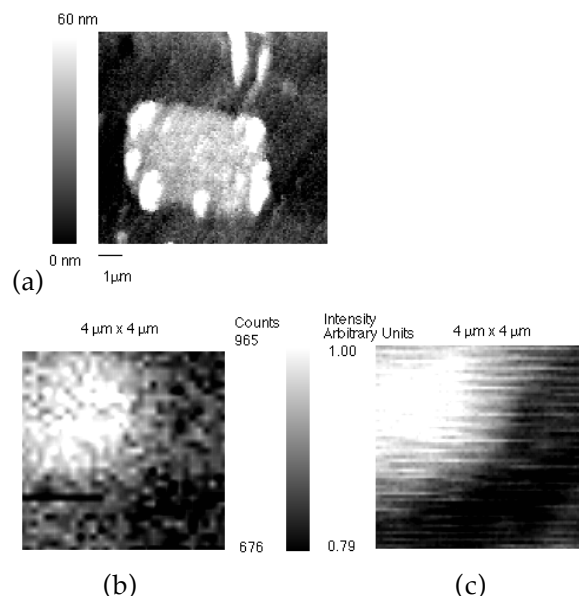 60 nm
0 nm
1µm
(a)
4 µm x 4 µm
Counts
965
676
Intensity
Arbitrary Units
1.00
0.79
4 µm x 4 µm
(b)
(c)